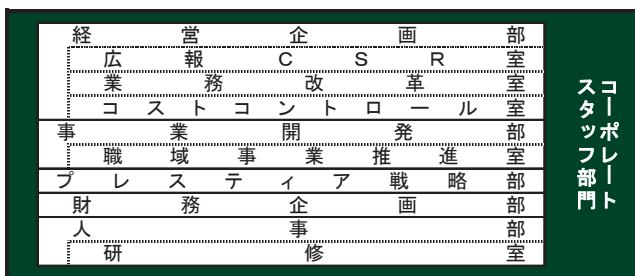 経営企画部
広報CSR室
業務改革室
コストコントロール室
事業開発部
職域事業推進室
プレスティア戦略部
財務企画部
人事部
研修室
コーポレート
スタッフ部門